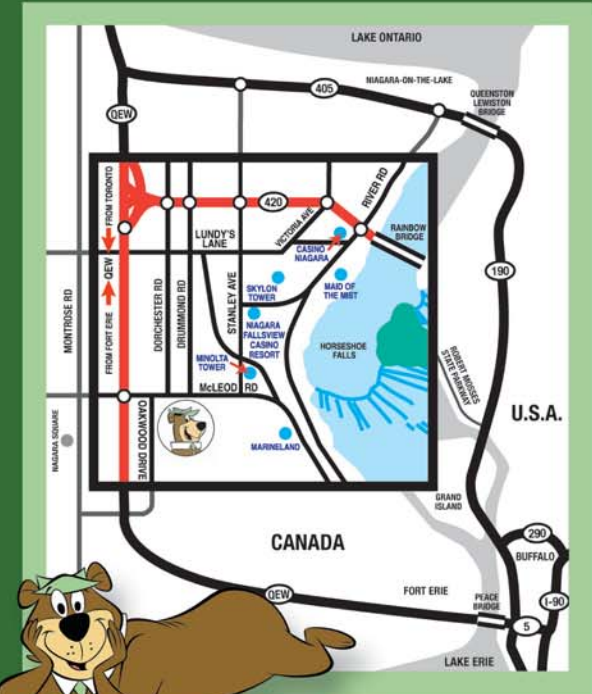 LAKE ONTARIO
NIAGARA-ON-THE-LAKE
405
QUEENSTON
LEWISTON
BRIDGE
QEW
FROM TORONTO
QEW
FROM FORT ERIE
420
RIVER RD
VICTORIA AVE
LUNDY'S
LANE
RAINBOW
BRIDGE
CASINO
NIAGARA
MONTROSE RD
DORCHESTER RD
DRUMMOND RD
STANLEY AVE
SKYLON
TOWER
MAID OF
THE MIST
190
NIAGARA
FALLSVIEW
CASINO
RESORT
HORSESHOE
FALLS
MINOLTA
TOWER
McLEOD RD
ROBERT MOSSES
STATE PARKWAY
U.S.A.
OAKWOOD DRIVE
NAGARA SQUARE
MARINELAND
GRAND
ISLAND
CANADA
290
BUFFALO
QEW
FORT ERIE
PEACE
BRIDGE
I-90
5
LAKE ERIE